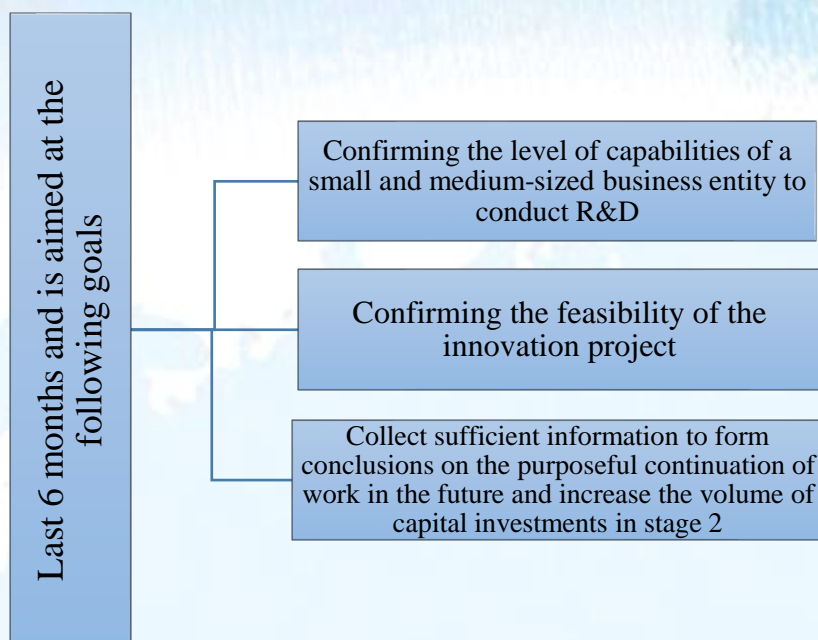 Last 6 months and is aimed at the
following goals
Confirming the level of capabilities of a
small and medium-sized business entity to
conduct R&D
Confirming the feasibility of the
innovation project
Collect sufficient information to form
conclusions on the purposeful continuation of
work in the future and increase the volume of
capital investments in stage 2